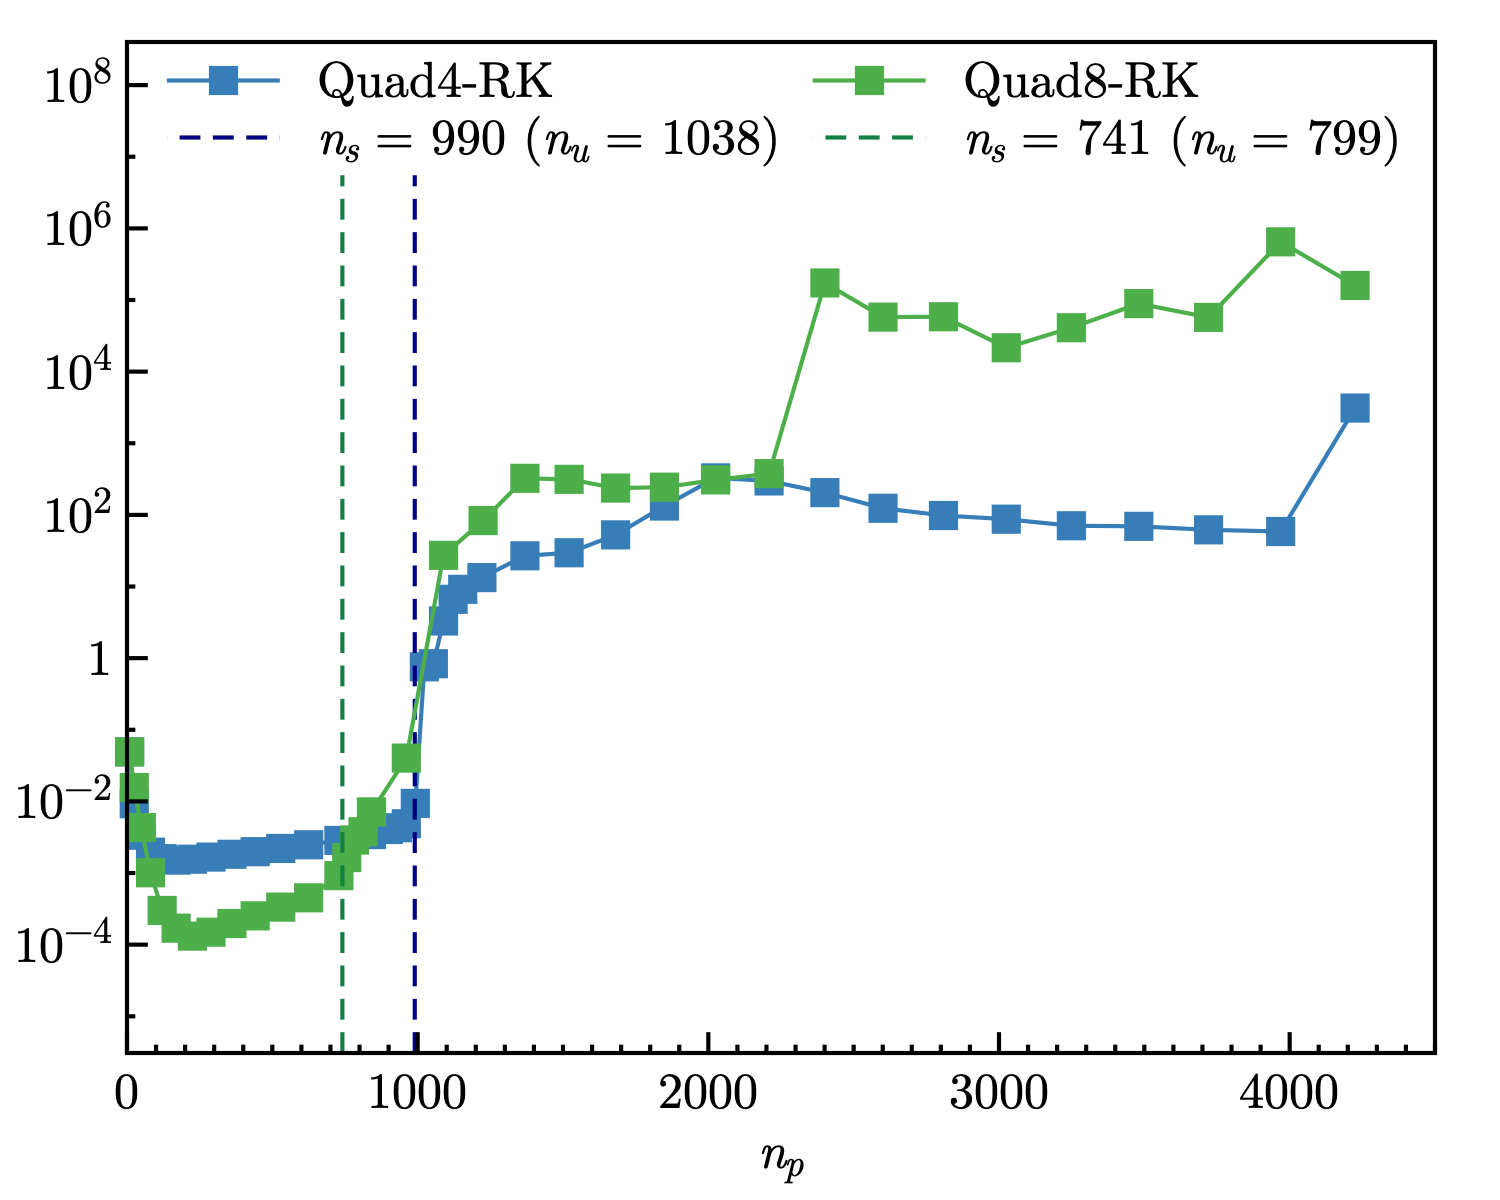 Quad4-RK
Quad8-RK
n_s = 990 (n_u = 1038)
n_s = 741 (n_u = 799)
10^8
10^6
10^4
10^2
1
10^−2
10^−4
0 1000 2000 3000 4000
n_p